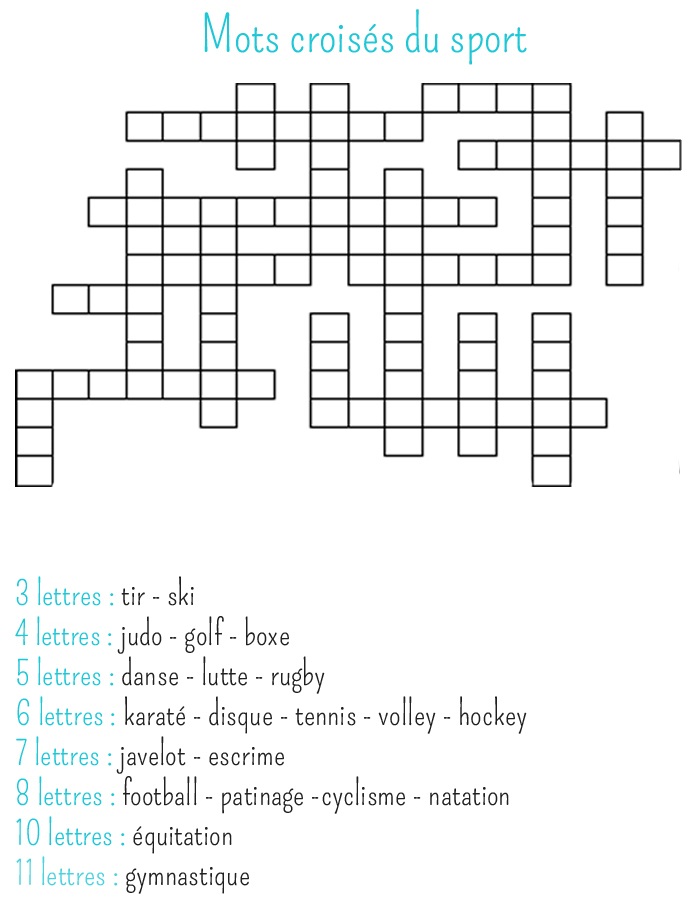 Mots croisés du sport
3 lettres : tir - ski
4 lettres : judo - golf - boxe
5 lettres : danse - lutte - rugby
6 lettres : karaté - disque - tennis - volley - hockey
7 lettres : javelot - escrime
8 lettres : football - patinage -cyclisme - natation
10 lettres : équitation
11 lettres : gymnastique